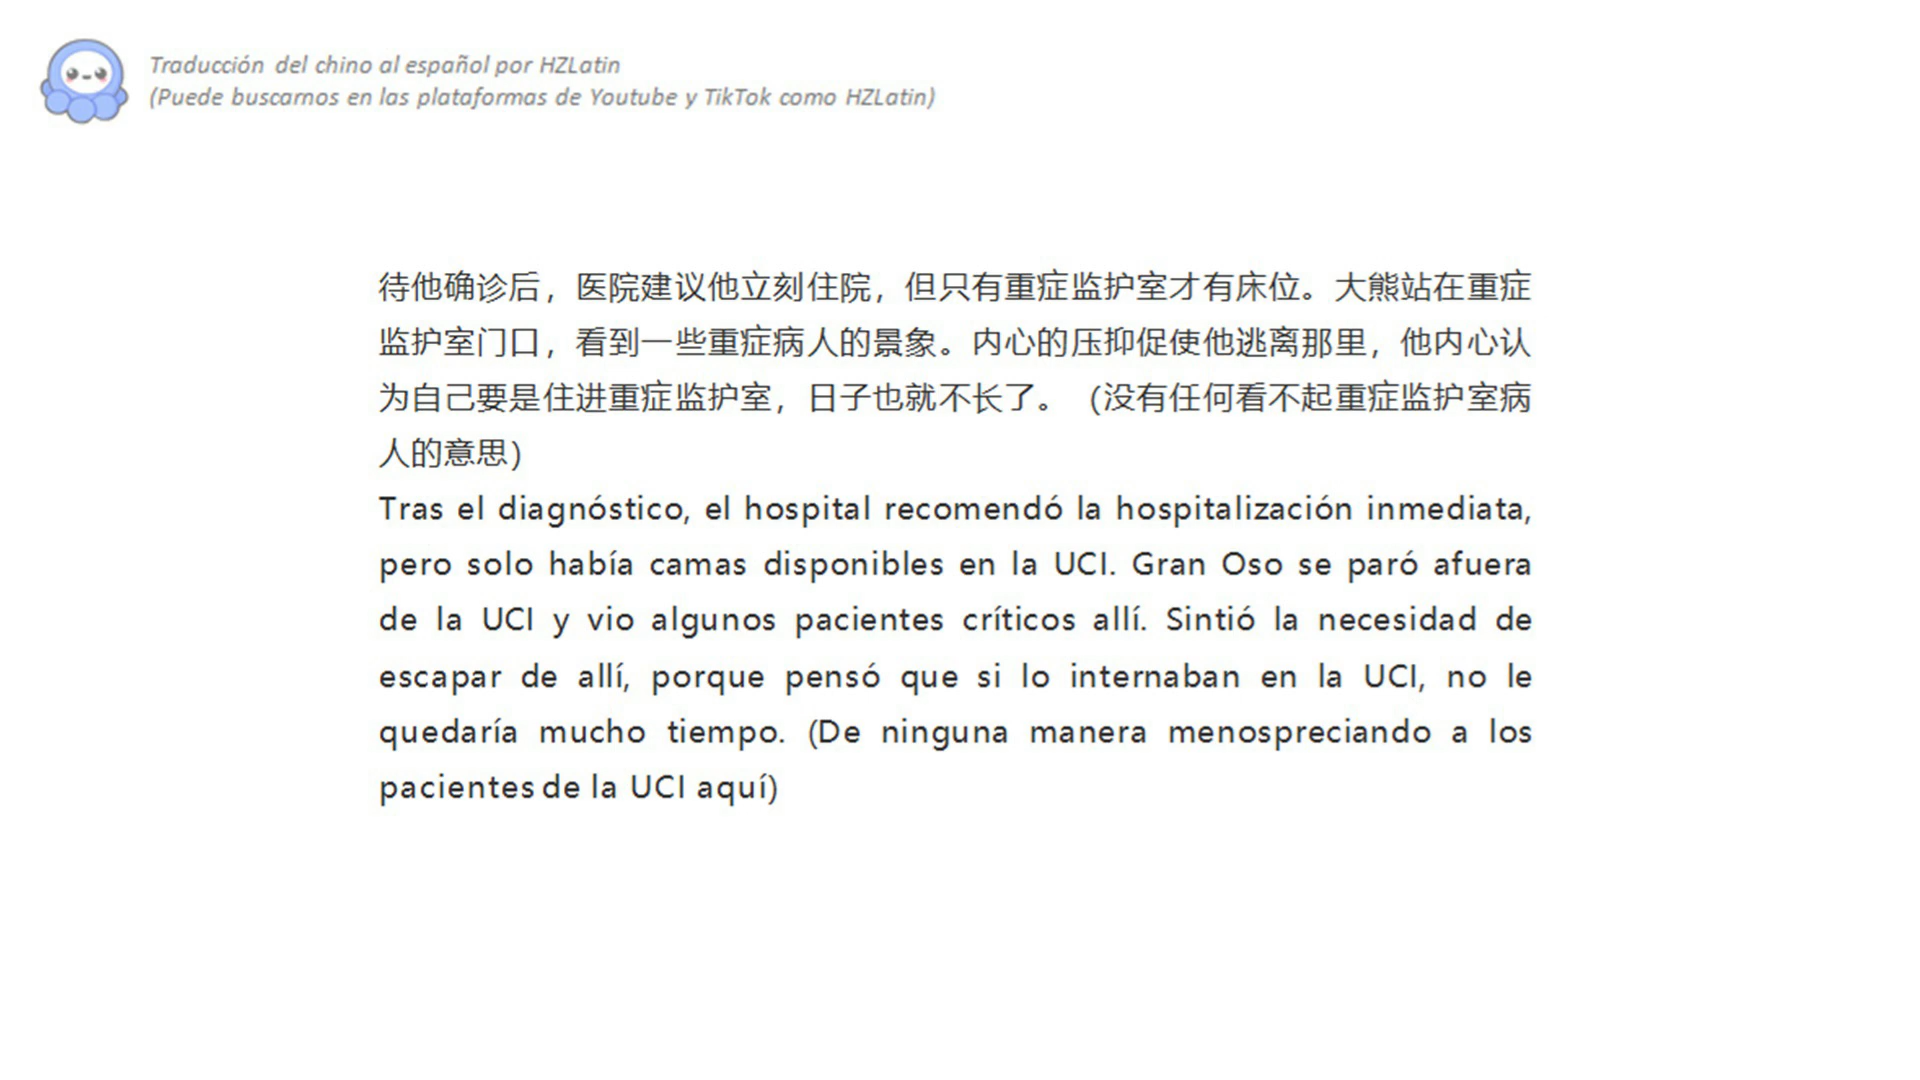 Traducción del chino al español por HZLatin
(Puede buscarnos en las plataformas de Youtube y TikTok como HZLatin)
待他确诊后，医院建议他立刻住院，但只有重症监护室才有床位。大熊站在重症
监护室门口，看到一些重症病人的景象。内心的压抑促使他逃离那里，他内心认
为自己要是住进重症监护室，日子也就不长了。（没有任何看不起重症监护室病
人的意思)
Tras el diagnóstico, el hospital recomendó la hospitalización inmediata,
pero solo había camas disponibles en la UCI. Gran Oso se paró afuera
de la UCI y vio algunos pacientes críticos allí. Sintió la necesidad de
escapar de allí, porque pensó que si lo internaban en la UCI, no le
quedaría mucho tiempo. (De ninguna manera menospreciando a los
pacientes de la UCI aquí)